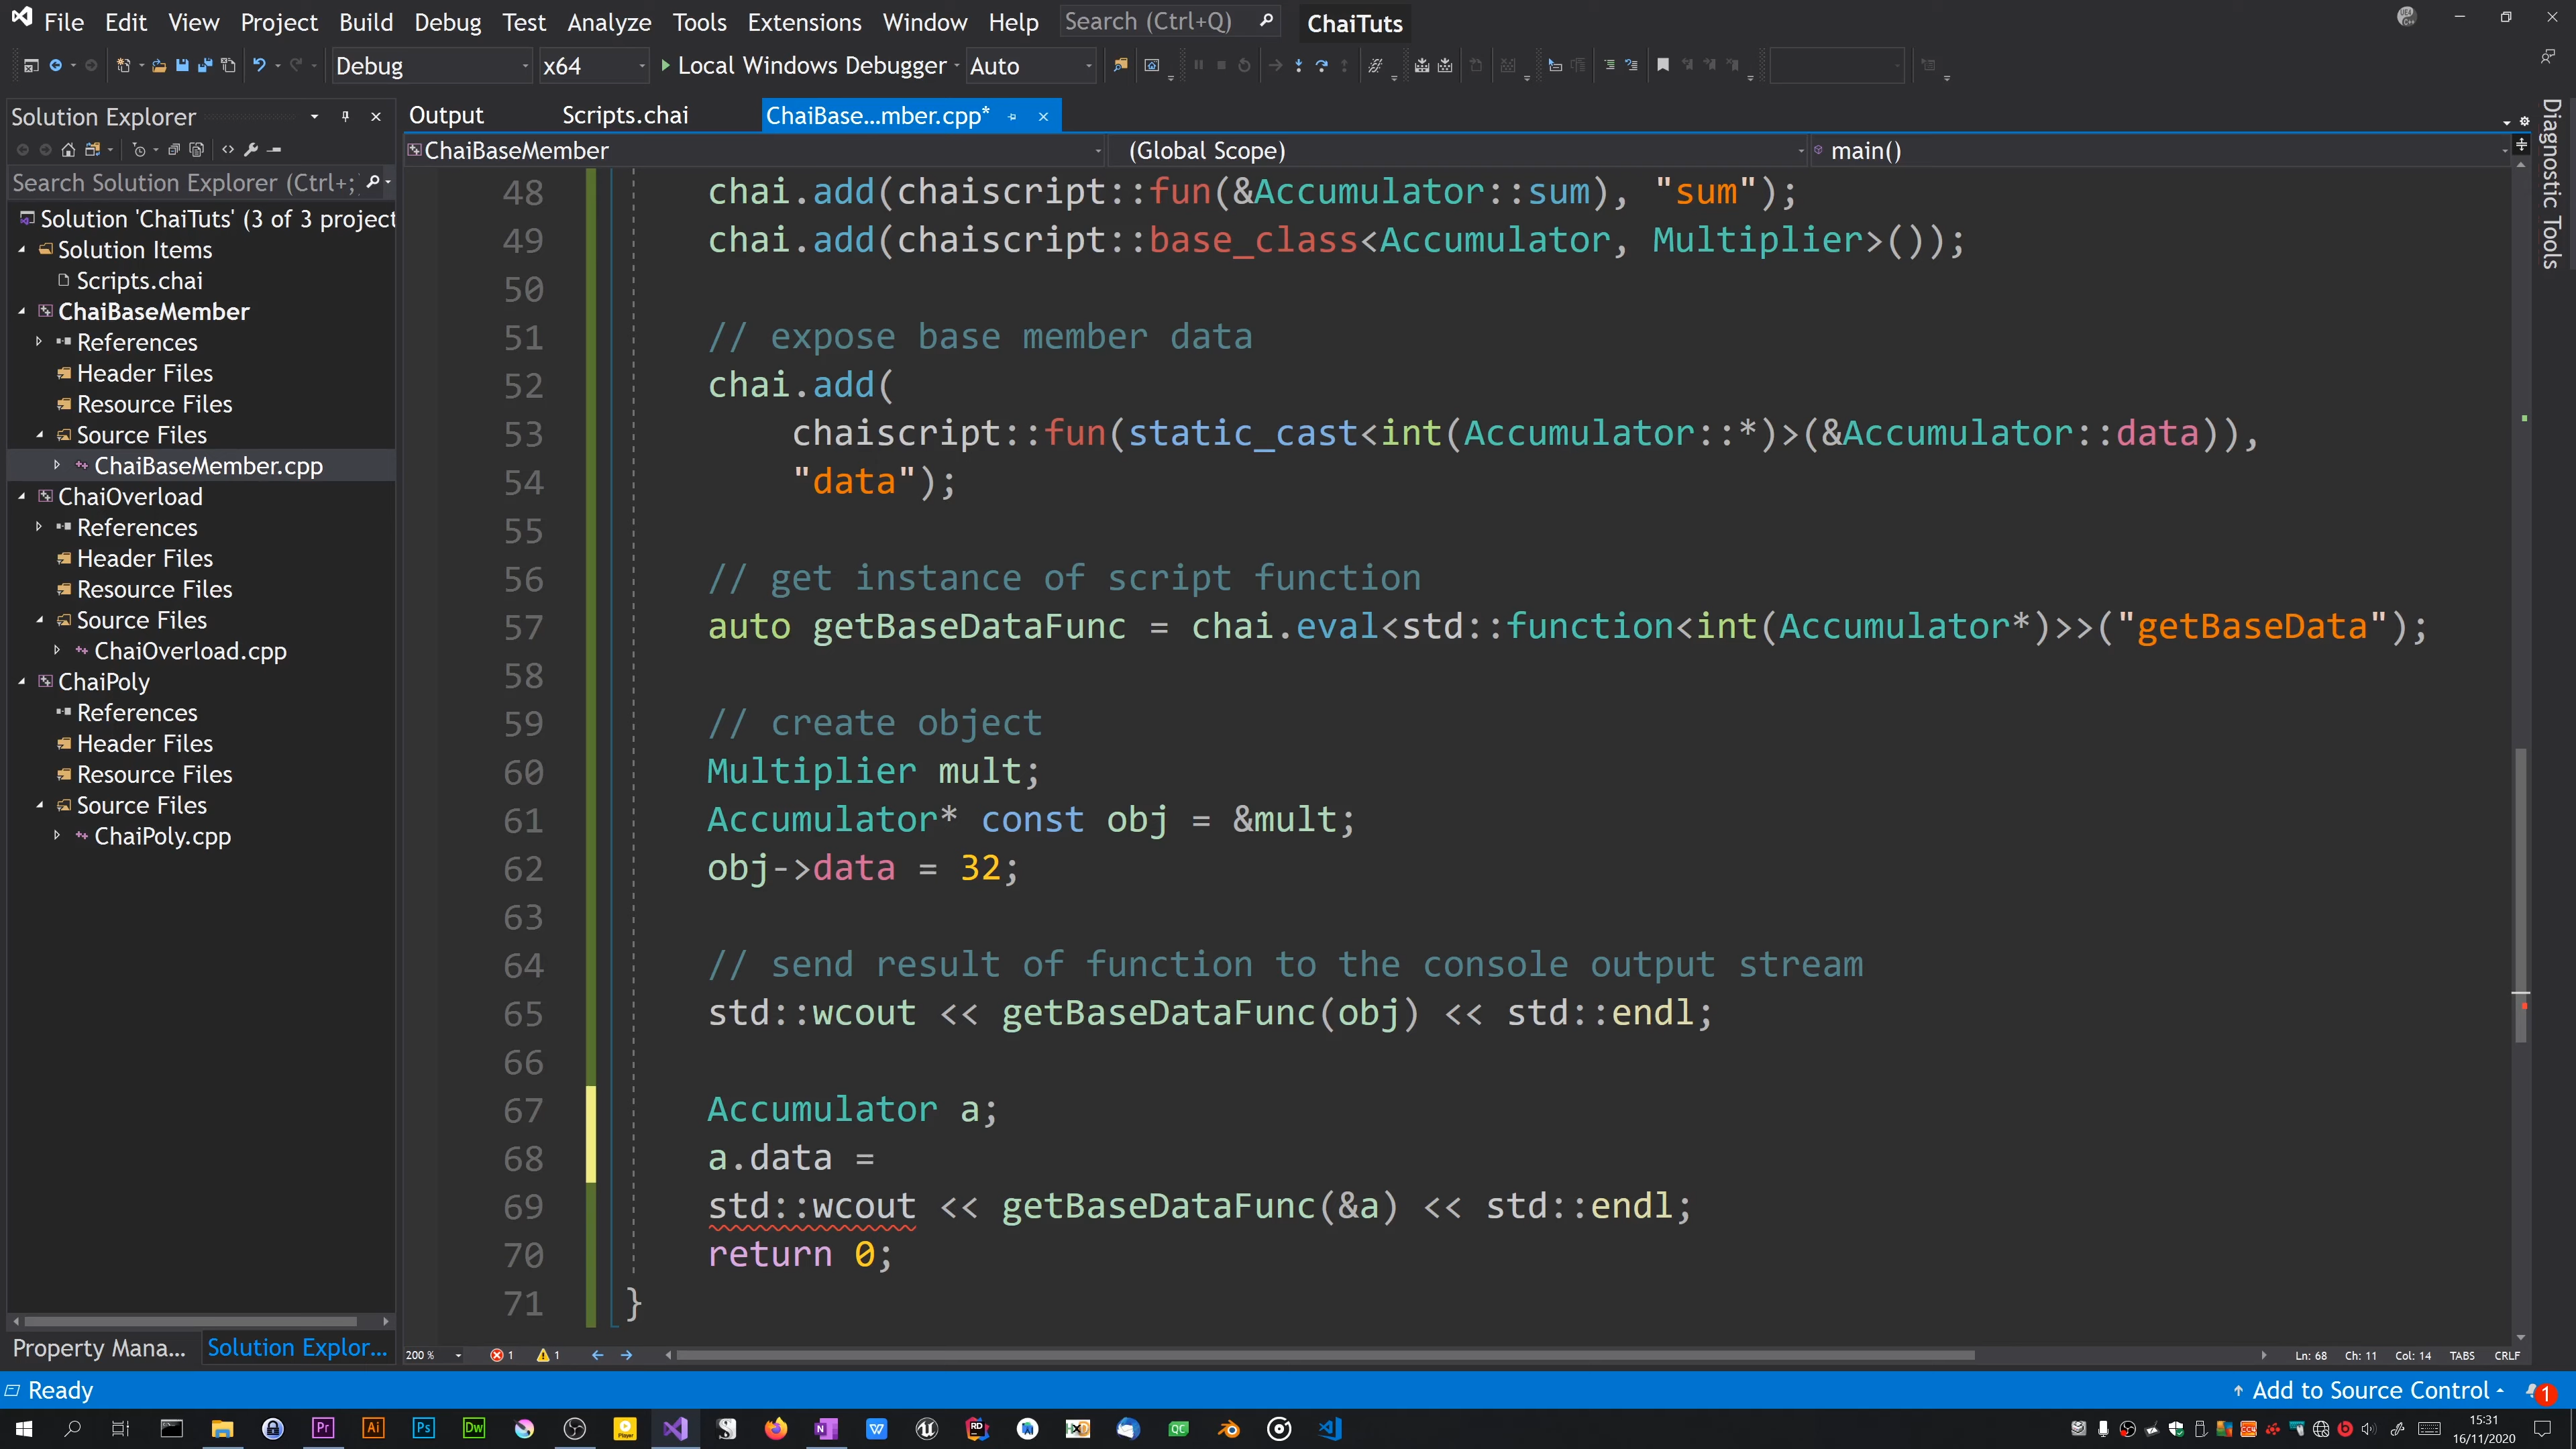 File Edit View Project Build Debug Test Analyze Tools Extensions Window Help Search (Ctrl+Q) ChaiTuts
Debug x64 Local Windows Debugger Auto
Solution Explorer
Search Solution Explorer (Ctrl+;
Solution 'ChaiTuts' (3 of 3 project
Solution Items
Scripts.chai
ChaiBaseMember
References
Header Files
Resource Files
Source Files
ChaiBaseMember.cpp
ChaiOverload
References
Header Files
Resource Files
Source Files
ChaiOverload.cpp
ChaiPoly
References
Header Files
Resource Files
Source Files
ChaiPoly.cpp
Property Mana... Solution Explor...
Output Scripts.chai ChaiBase...mber.cpp*
ChaiBaseMember (Global Scope) main()
48 chai.add(chaiscript::fun(&Accumulator::sum), "sum");
49 chai.add(chaiscript::base_class<Accumulator, Multiplier>());
50
51 // expose base member data
52 chai.add(
53 chaiscript::fun(static_cast<int(Accumulator::*)>(&Accumulator::data)),
54 "data");
55
56 // get instance of script function
57 auto getBaseDataFunc = chai.eval<std::function<int(Accumulator*)>>("getBaseData");
58
59 // create object
60 Multiplier mult;
61 Accumulator* const obj = &mult;
62 obj->data = 32;
63
64 // send result of function to the console output stream
65 std::wcout << getBaseDataFunc(obj) << std::endl;
66
67 Accumulator a;
68 a.data =
69 std::wcout << getBaseDataFunc(&a) << std::endl;
70 return 0;
71 }
200 % 1 1 Ln: 68 Ch: 11 Col: 14 TABS CRLF
Diagnostic Tools
Ready Add to Source Control 1
15:31
16/11/2020